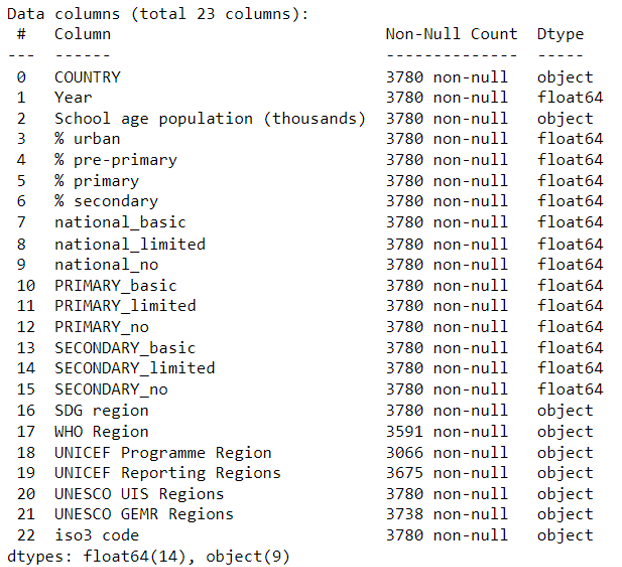 Data columns (total 23 columns):
 #   Column                              Non-Null Count  Dtype
---  ------                              --------------  -----
 0   COUNTRY                             3780 non-null   object
 1   Year                                3780 non-null   float64
 2   School age population (thousands)  3780 non-null   object
 3   % urban                             3780 non-null   float64
 4   % pre-primary                       3780 non-null   float64
 5   % primary                           3780 non-null   float64
 6   % secondary                         3780 non-null   float64
 7   national_basic                      3780 non-null   float64
 8   national_limited                    3780 non-null   float64
 9   national_no                         3780 non-null   float64
 10  PRIMARY_basic                       3780 non-null   float64
 11  PRIMARY_limited                     3780 non-null   float64
 12  PRIMARY_no                          3780 non-null   float64
 13  SECONDARY_basic                     3780 non-null   float64
 14  SECONDARY_limited                   3780 non-null   float64
 15  SECONDARY_no                        3780 non-null   float64
 16  SDG region                          3780 non-null   object
 17  WHO Region                          3591 non-null   object
 18  UNICEF Programme Region             3066 non-null   object
 19  UNICEF Reporting Regions            3675 non-null   object
 20  UNESCO UIS Regions                  3780 non-null   object
 21  UNESCO GEMR Regions                 3738 non-null   object
 22  iso3 code                           3780 non-null   object
dtypes: float64(14), object(9)